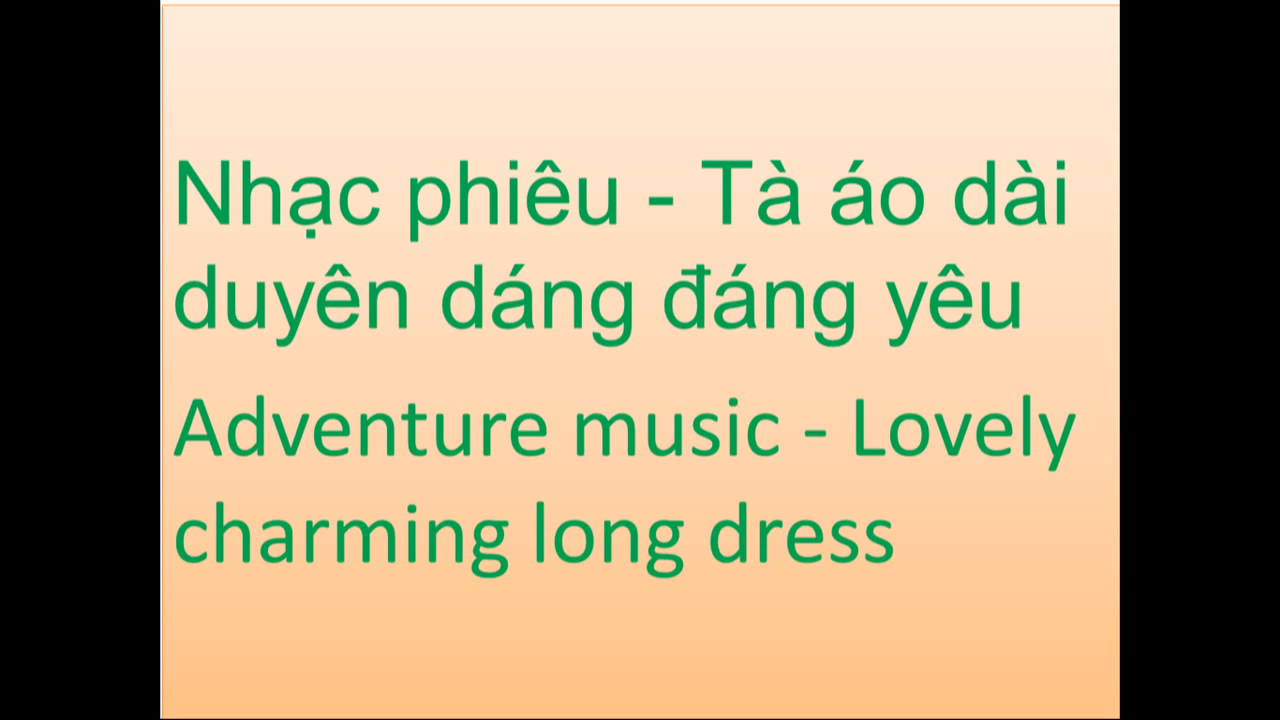 Nhạc phiêu - Tà áo dài
duyên dáng đáng yêu
Adventure music - Lovely
charming long dress